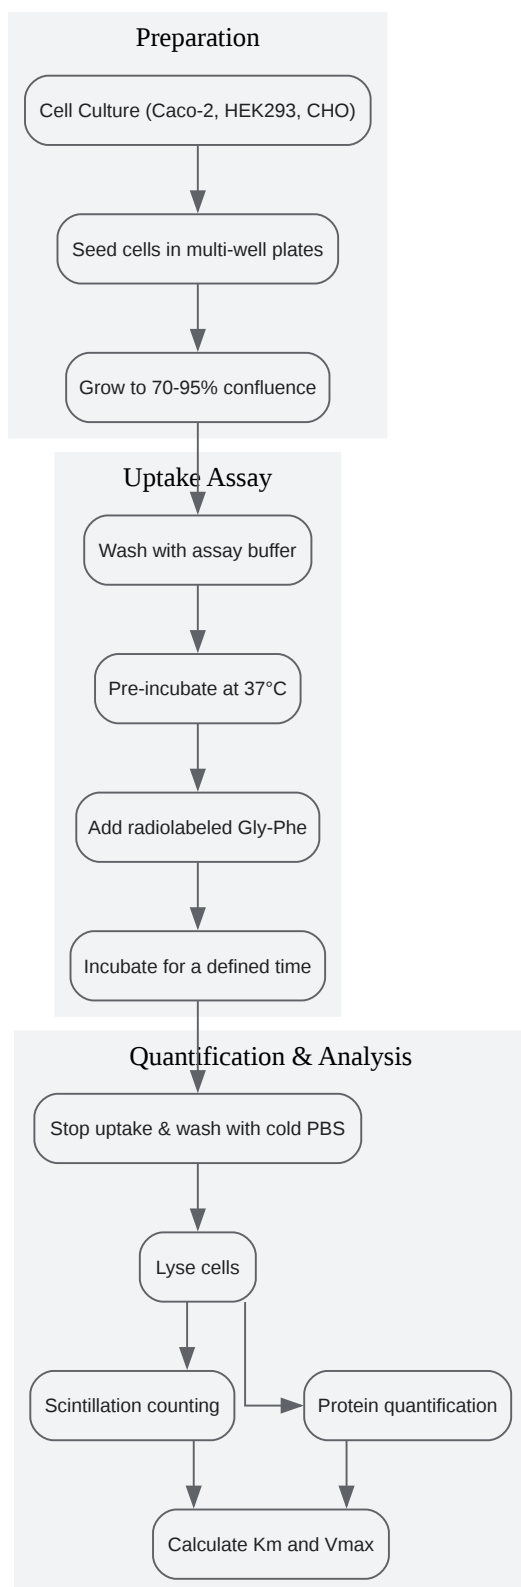 Preparation
Cell Culture (Caco-2, HEK293, CHO)
Seed cells in multi-well plates
Grow to 70-95% confluence
Uptake Assay
Wash with assay buffer
Pre-incubate at 37°C
Add radiolabeled Gly-Phe
Incubate for a defined time
Quantification & Analysis
Stop uptake & wash with cold PBS
Lyse cells
Scintillation counting
Protein quantification
Calculate Km and Vmax